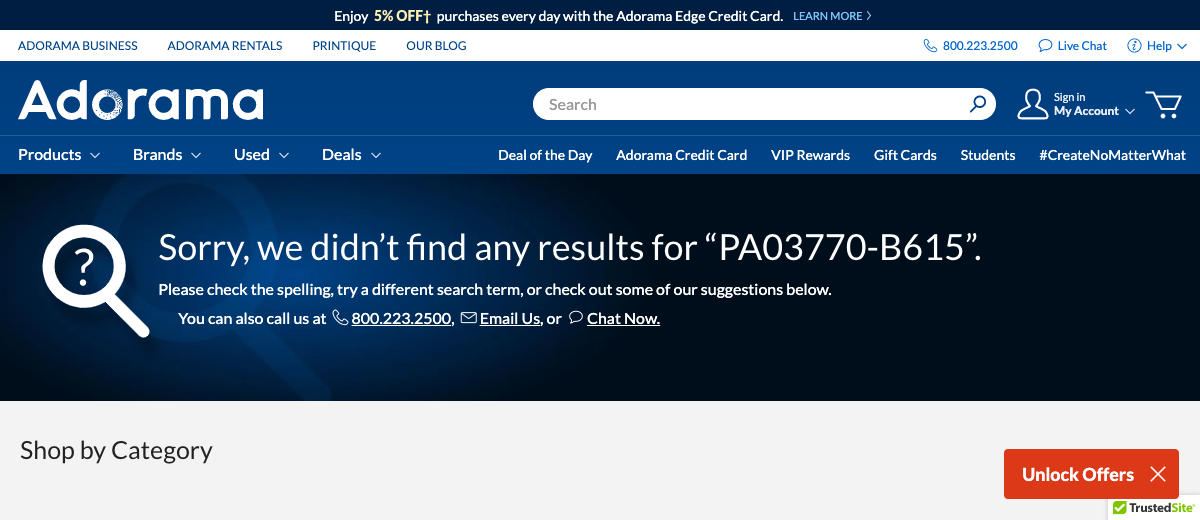 Enjoy 5% OFF† purchases every day with the Adorama Edge Credit Card. LEARN MORE
ADORAMA BUSINESS ADORAMA RENTALS PRINTIQUE OUR BLOG 800.223.2500 Live Chat Help
Adorama Search Sign in
My Account
Products Brands Used Deals Deal of the Day Adorama Credit Card VIP Rewards Gift Cards Students #CreateNoMatterWhat
? Sorry, we didn’t find any results for “PA03770-B615”.
Please check the spelling, try a different search term, or check out some of our suggestions below.
You can also call us at 800.223.2500, Email Us, or Chat Now.
Shop by Category
Unlock Offers
TrustedSite